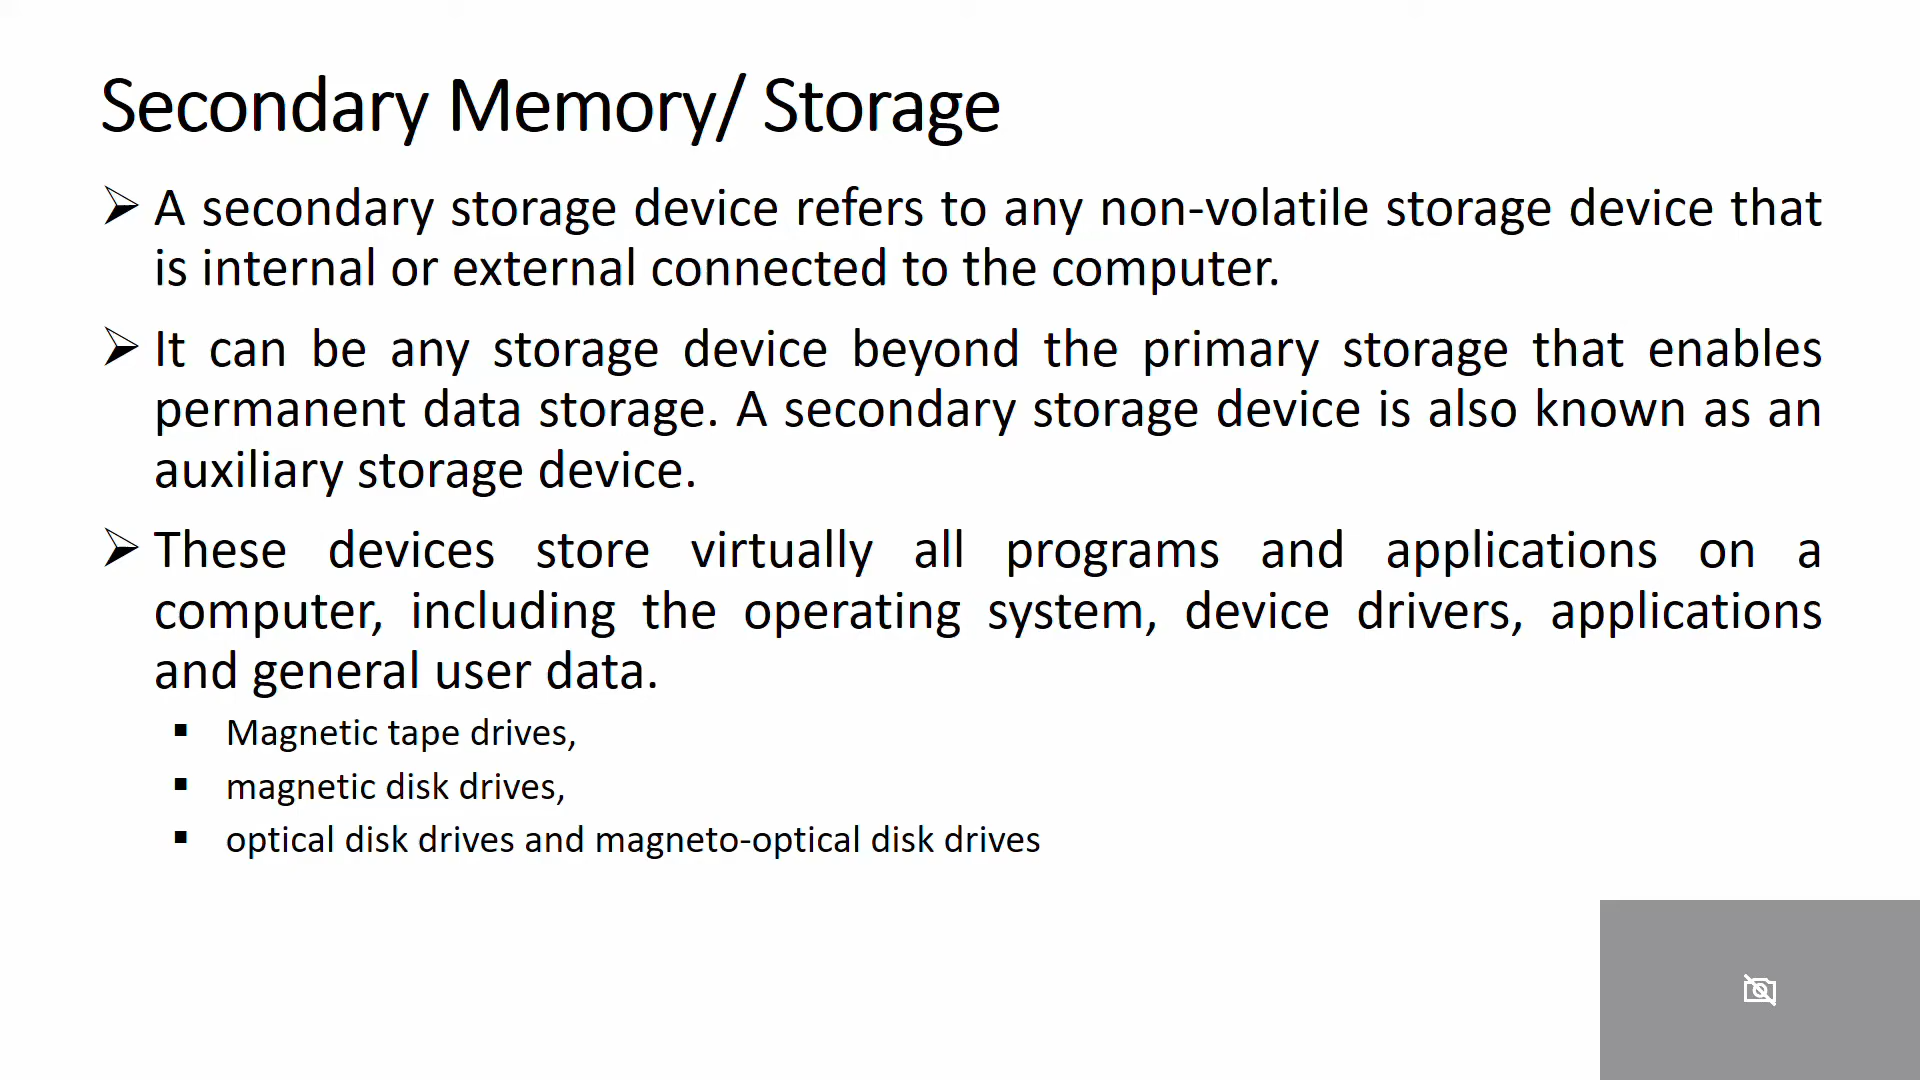 Secondary Memory/ Storage
A secondary storage device refers to any non-volatile storage device that
is internal or external connected to the computer.
It can be any storage device beyond the primary storage that enables
permanent data storage. A secondary storage device is also known as an
auxiliary storage device.
These devices store virtually all programs and applications on a
computer, including the operating system, device drivers, applications
and general user data.
Magnetic tape drives,
magnetic disk drives,
optical disk drives and magneto-optical disk drives